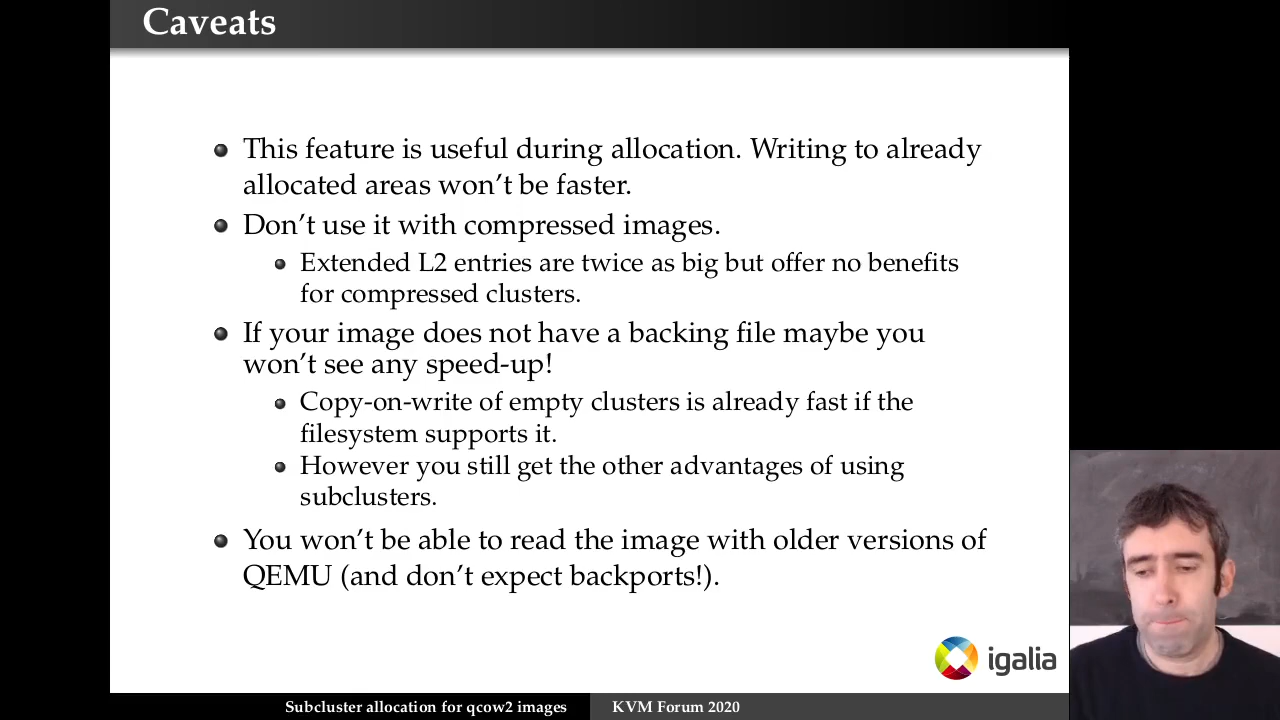 Caveats
This feature is useful during allocation. Writing to already
allocated areas won't be faster.
Don't use it with compressed images.
Extended L2 entries are twice as big but offer no benefits
for compressed clusters.
If your image does not have a backing file maybe you
won't see any speed-up!
Copy-on-write of empty clusters is already fast if the
filesystem supports it.
However you still get the other advantages of using
subclusters.
You won't be able to read the image with older versions of
QEMU (and don't expect backports!).
igalia
Subcluster allocation for qcow2 images
KVM Forum 2020